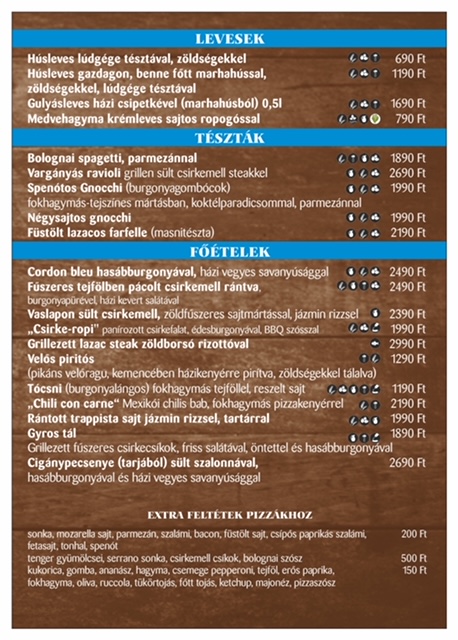 LEVESEK
Húsleves lúdgége tésztával, zöldségekkel 690 Ft
Húsleves gazdagon, benne főtt marhahússal, 1190 Ft
zöldségekkel, lúdgége tésztával
Gulyásleves házi csipetkével (marhahúsból) 0,5l 1690 Ft
Medvehagyma krémleves sajtos ropogóssal 790 Ft
TÉSZTÁK
Bolognai spagetti, parmezánnal 1890 Ft
Vargányás ravioli grillen sült csirkemell steakkel 2690 Ft
Spenótos Gnocchi (burgonyagombócok) 1990 Ft
fokhagymás-tejszínes mártásban, koktélparadicsommal, parmezánnal
Négysajtos gnocchi 1990 Ft
Füstölt lazacos farfelle (masnitészta) 2190 Ft
FŐÉTELEK
Cordon bleu hasábburgonyával, házi vegyes savanyúsággal 2490 Ft
Fűszeres tejfölben pácolt csirkemell rántva, 2490 Ft
burgonyapürével, házi kevert salátával
Vaslapon sült csirkemell, zöldfűszeres sajtmártással, jázmin rizzsel 2390 Ft
„Csirke-ropi" panírozott csirkefalat, édesburgonyával, BBQ szósszal 1990 Ft
Grillezett lazac steak zöldborsó rizottóval 2990 Ft
Velős pirítós 1290 Ft
(pikáns velőragu, kemencében házikenyérre pirítva, zöldségekkel tálalva)
Tócsni (burgonyalángos) fokhagymás tejföllel, reszelt sajt 1190 Ft
„Chili con carne" Mexikói chilis bab, fokhagymás pizzakenyérrel 2190 Ft
Rántott trappista sajt jázmin rizzsel, tartárral 1990 Ft
Gyros tál 1890 Ft
Grillezett fűszeres csirkecsíkok, friss salátával, öntettel és hasábburgonyával
Cigánypecsenye (tarjából) sült szalonnával, 2690 Ft
hasábburgonyával és házi vegyes savanyúsággal
EXTRA FELTÉTEK PIZZÁKHOZ
sonka, mozarella sajt, parmezán, szalámi, bacon, füstölt sajt, csípős paprikás szalámi, 200 Ft
fetasajt, tonhal, spenót
tenger gyümölcsei, serrano sonka, csirkemell csíkok, bolognai szósz 500 Ft
kukorica, gomba, ananász, hagyma, csemege pepperoni, tejföl, erős paprika, 150 Ft
fokhagyma, oliva, ruccola, tükörtojás, főtt tojás, ketchup, majonéz, pizzaszósz